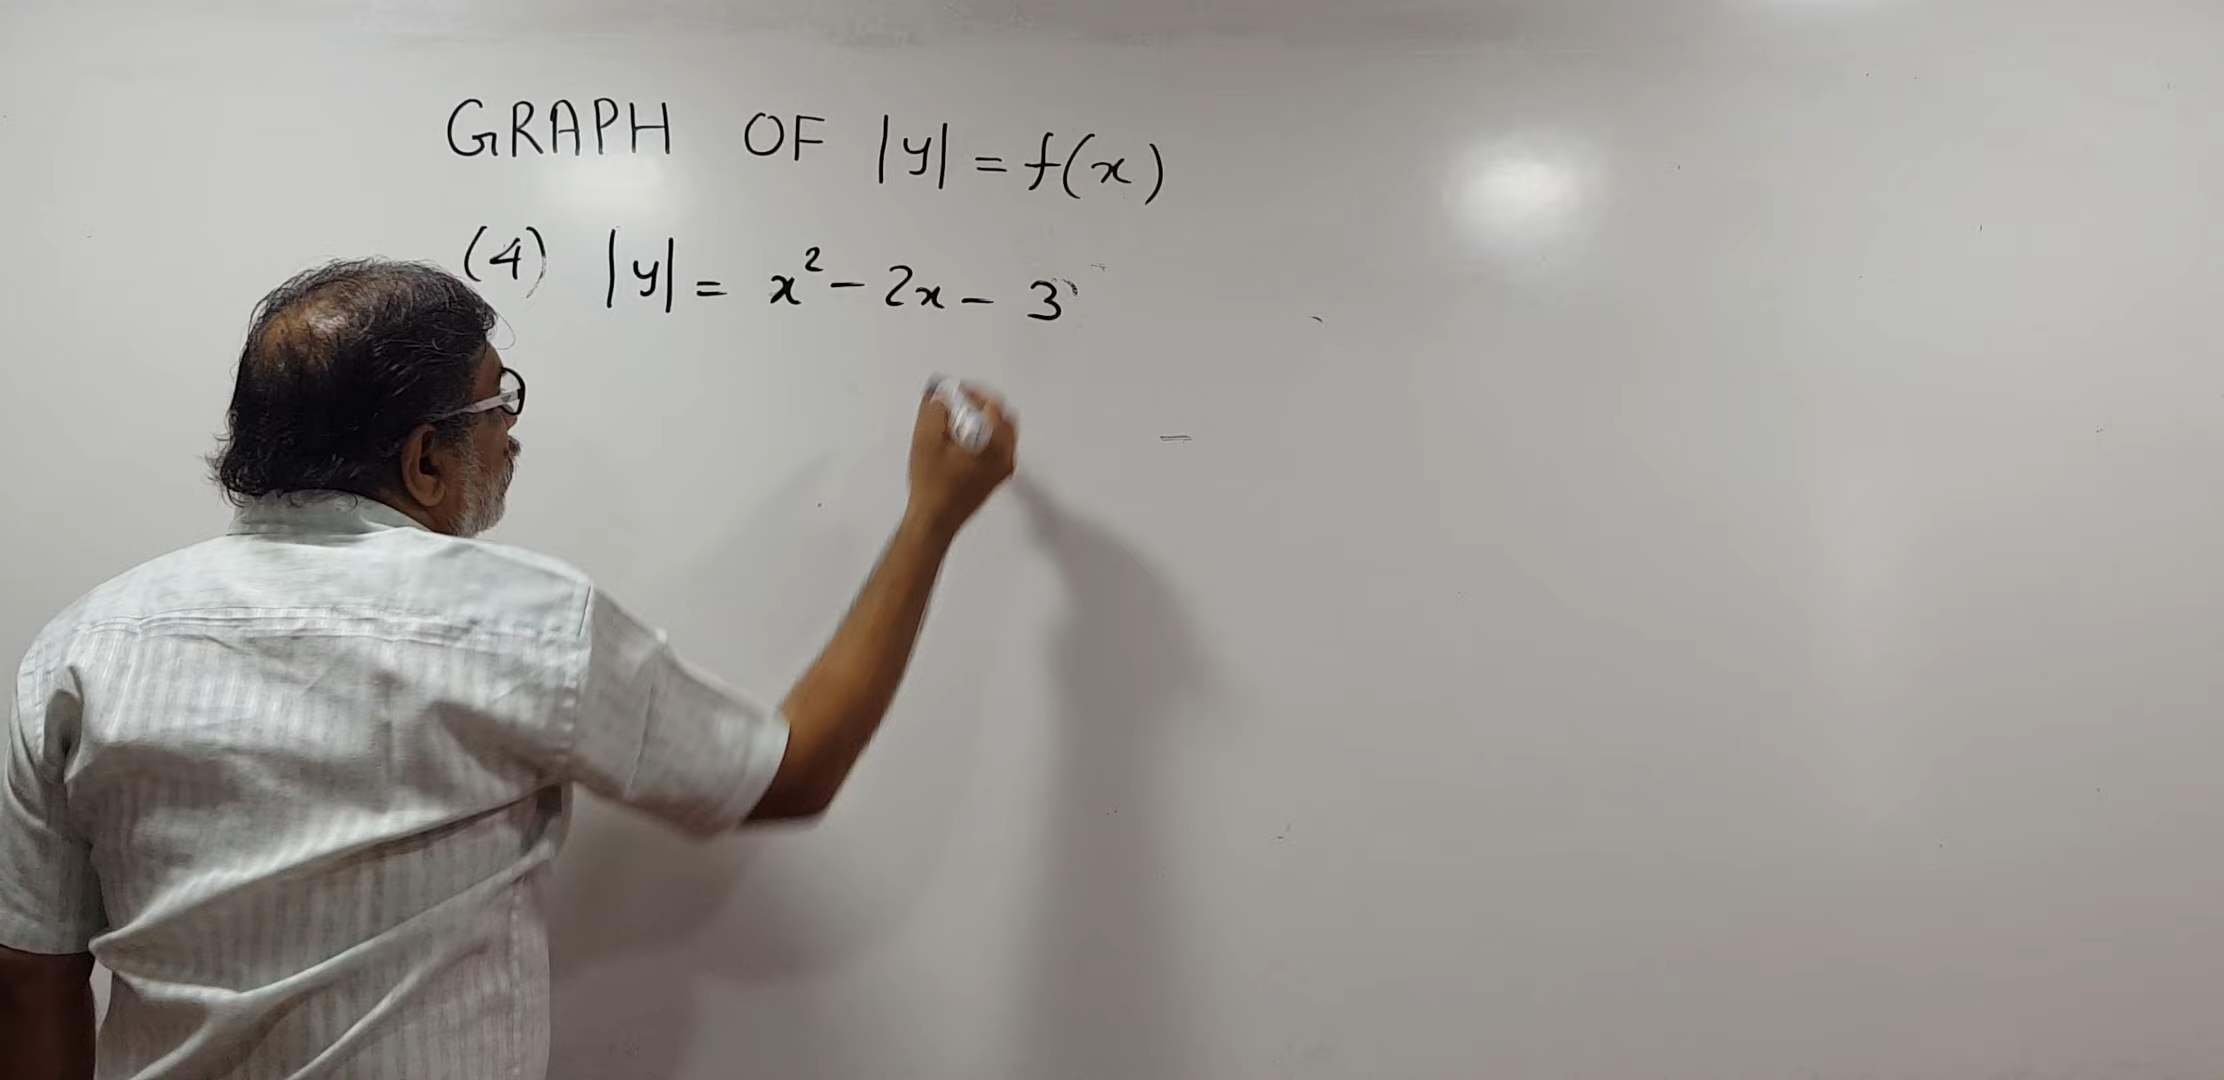 GRAPH OF |y| = f(x)
(4) |y| = x² - 2x - 3